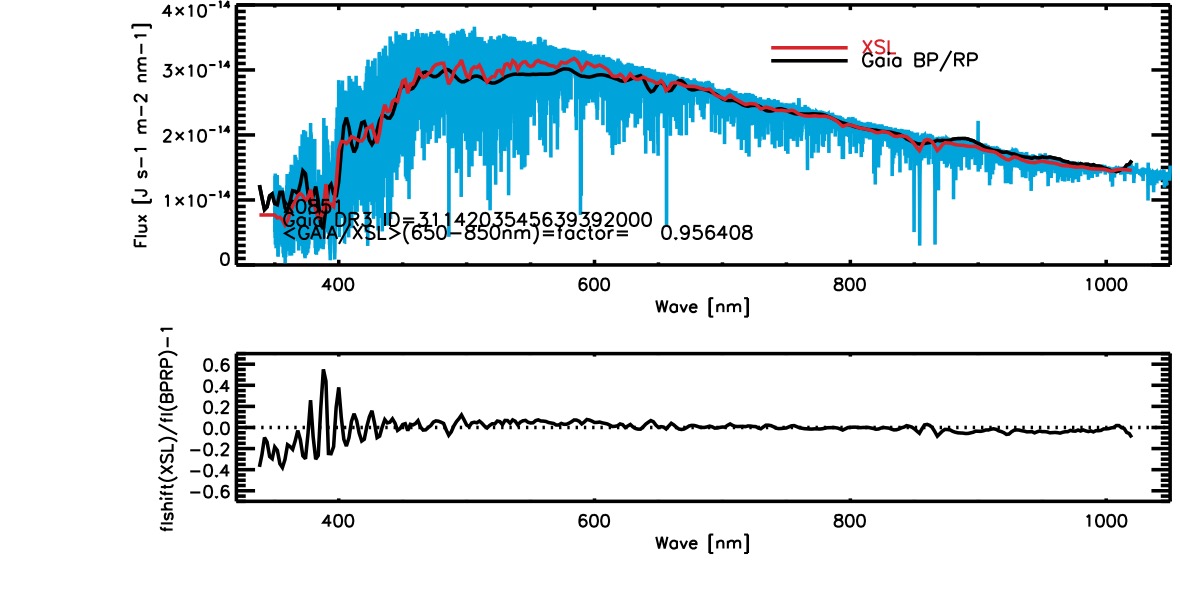 4×10−14
3×10−14
2×10−14
1×10−14
0
Flux [J s−1 m−2 nm−1]
XSL
Gaia BP/RP
X0851
Gaia DR3 ID=3114203545639392000
<GAIA/XSL>(650−850nm)=factor= 0.956408
400 600 800 1000
Wave [nm]
0.6
0.4
0.2
0.0
−0.2
−0.4
−0.6
flshift(XSL)/fl(BPRP)−1
400 600 800 1000
Wave [nm]